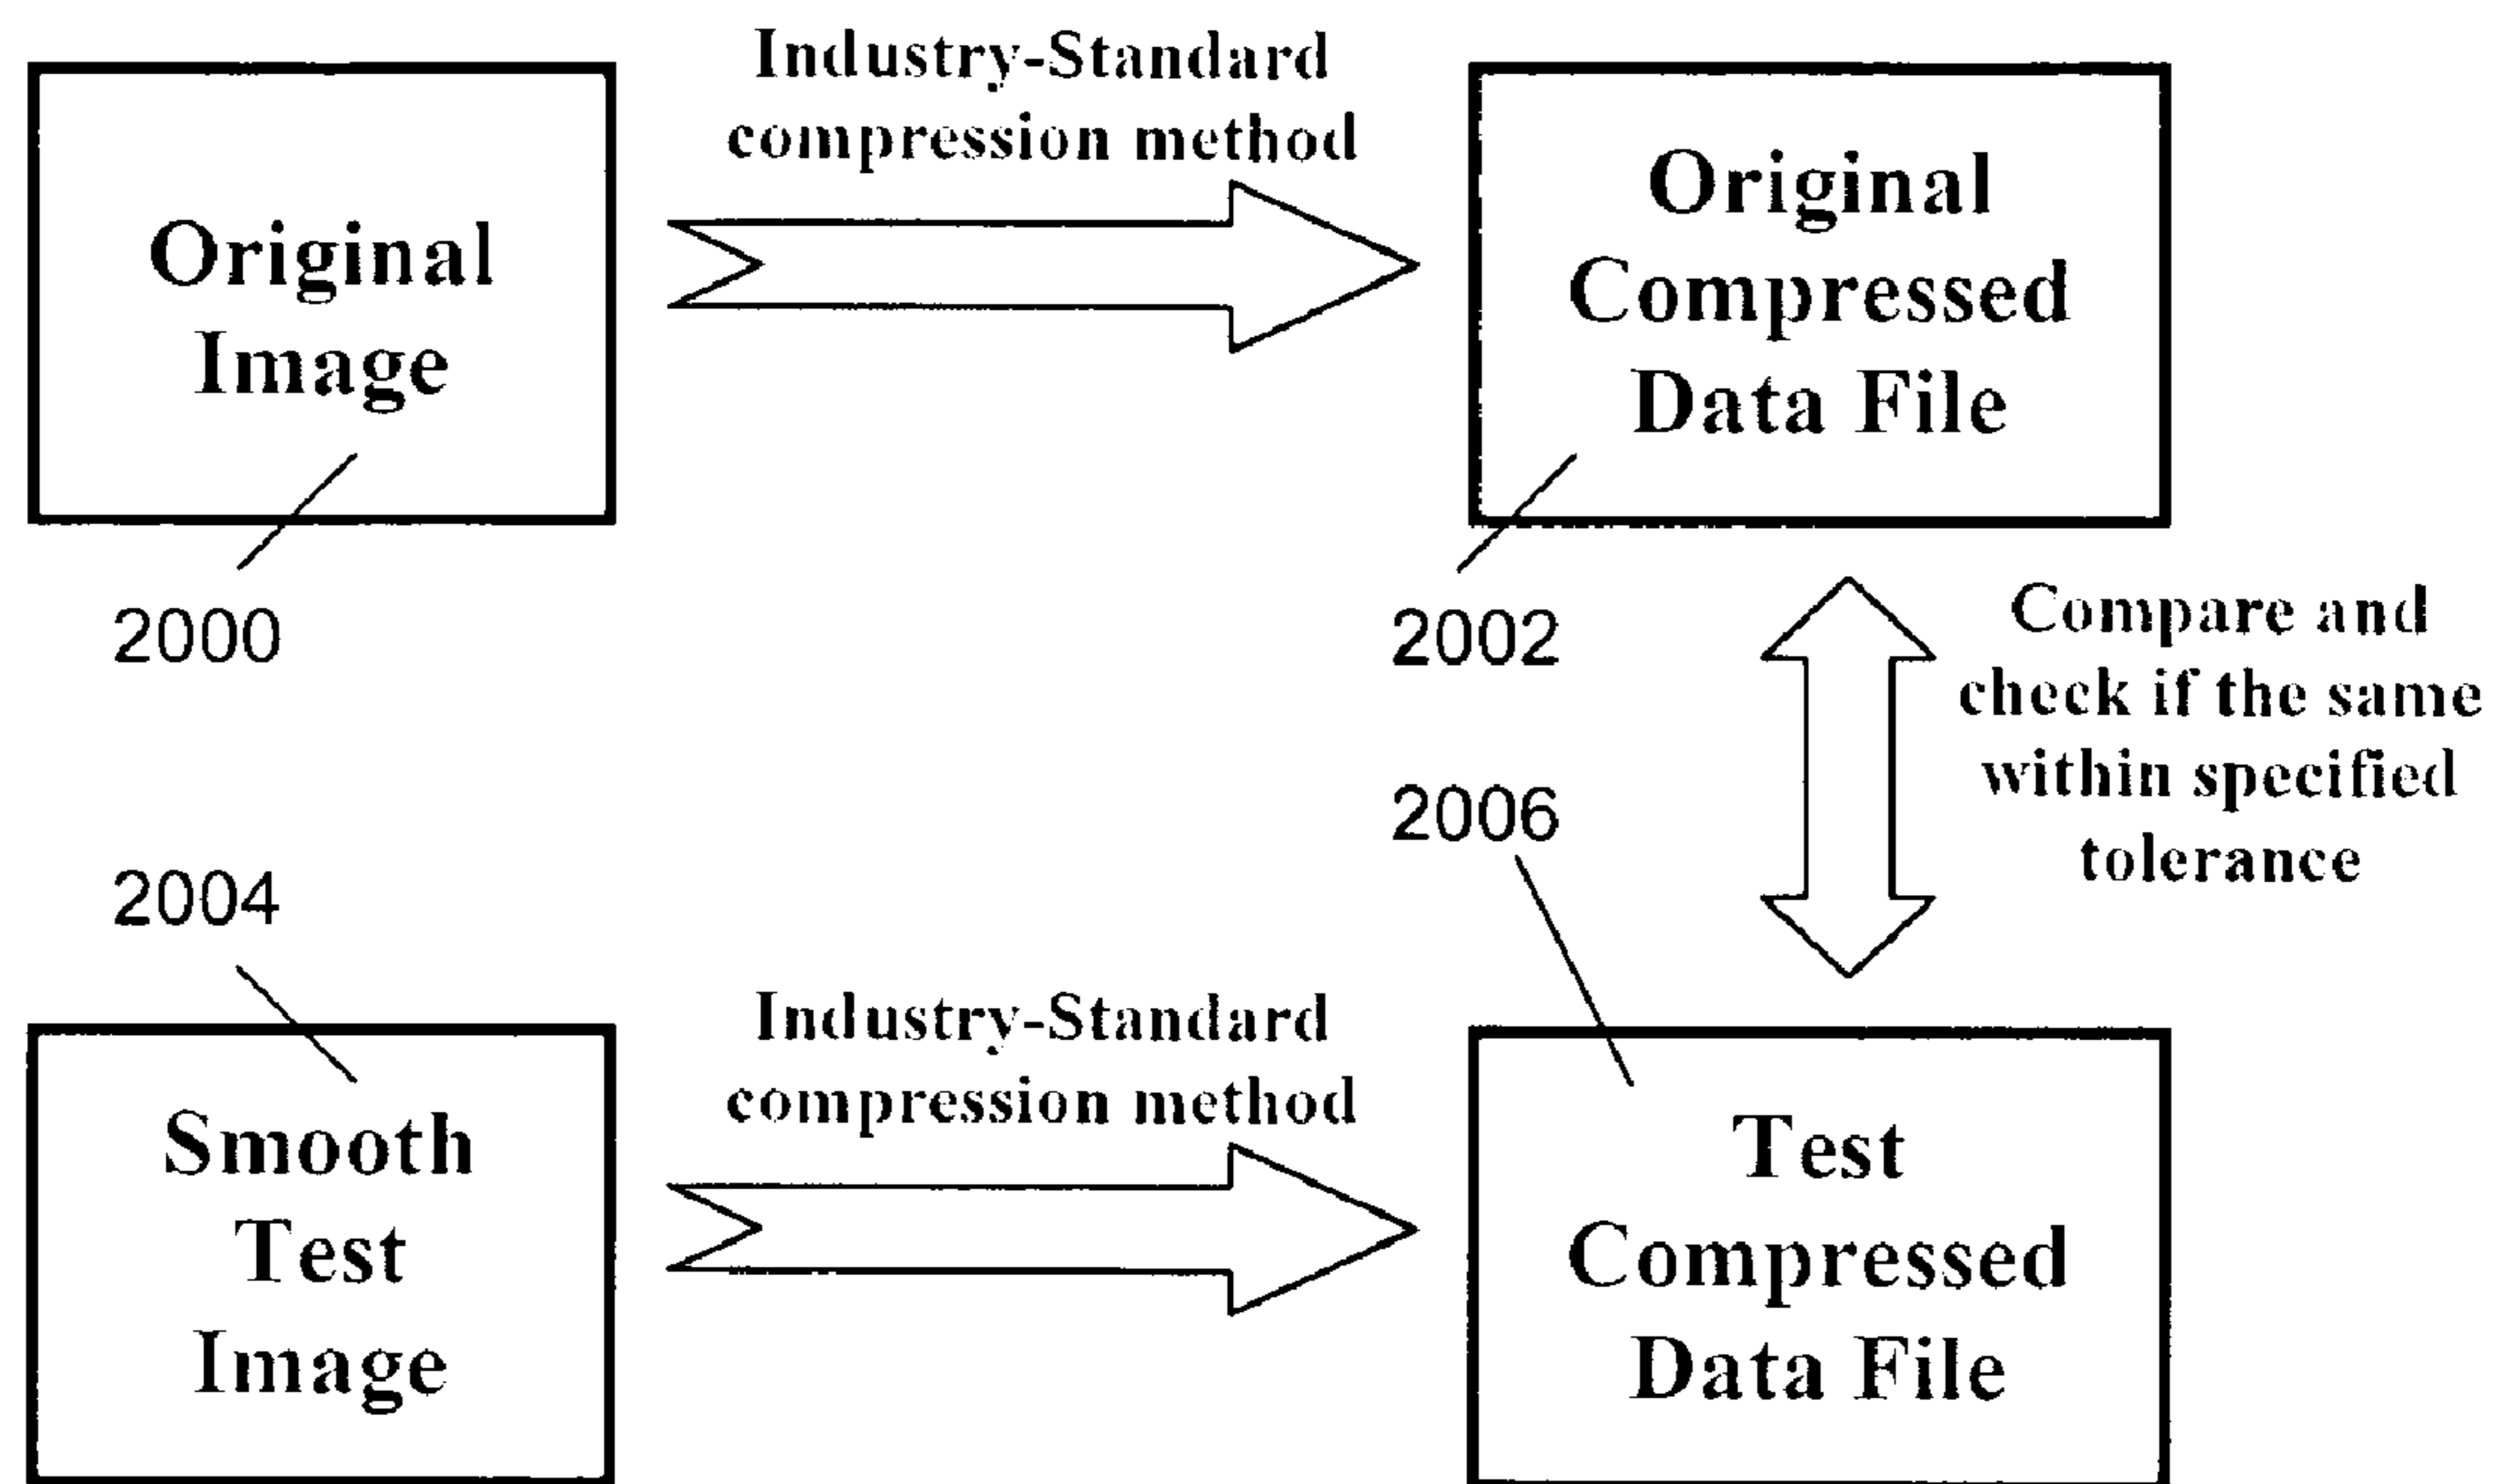 Industry-Standard
compression method
Original
Image
Original
Compressed
Data File
2000
2002
Compare and
check if the same
within specified
tolerance
2006
2004
Industry-Standard
compression method
Smooth
Test
Image
Test
Compressed
Data File